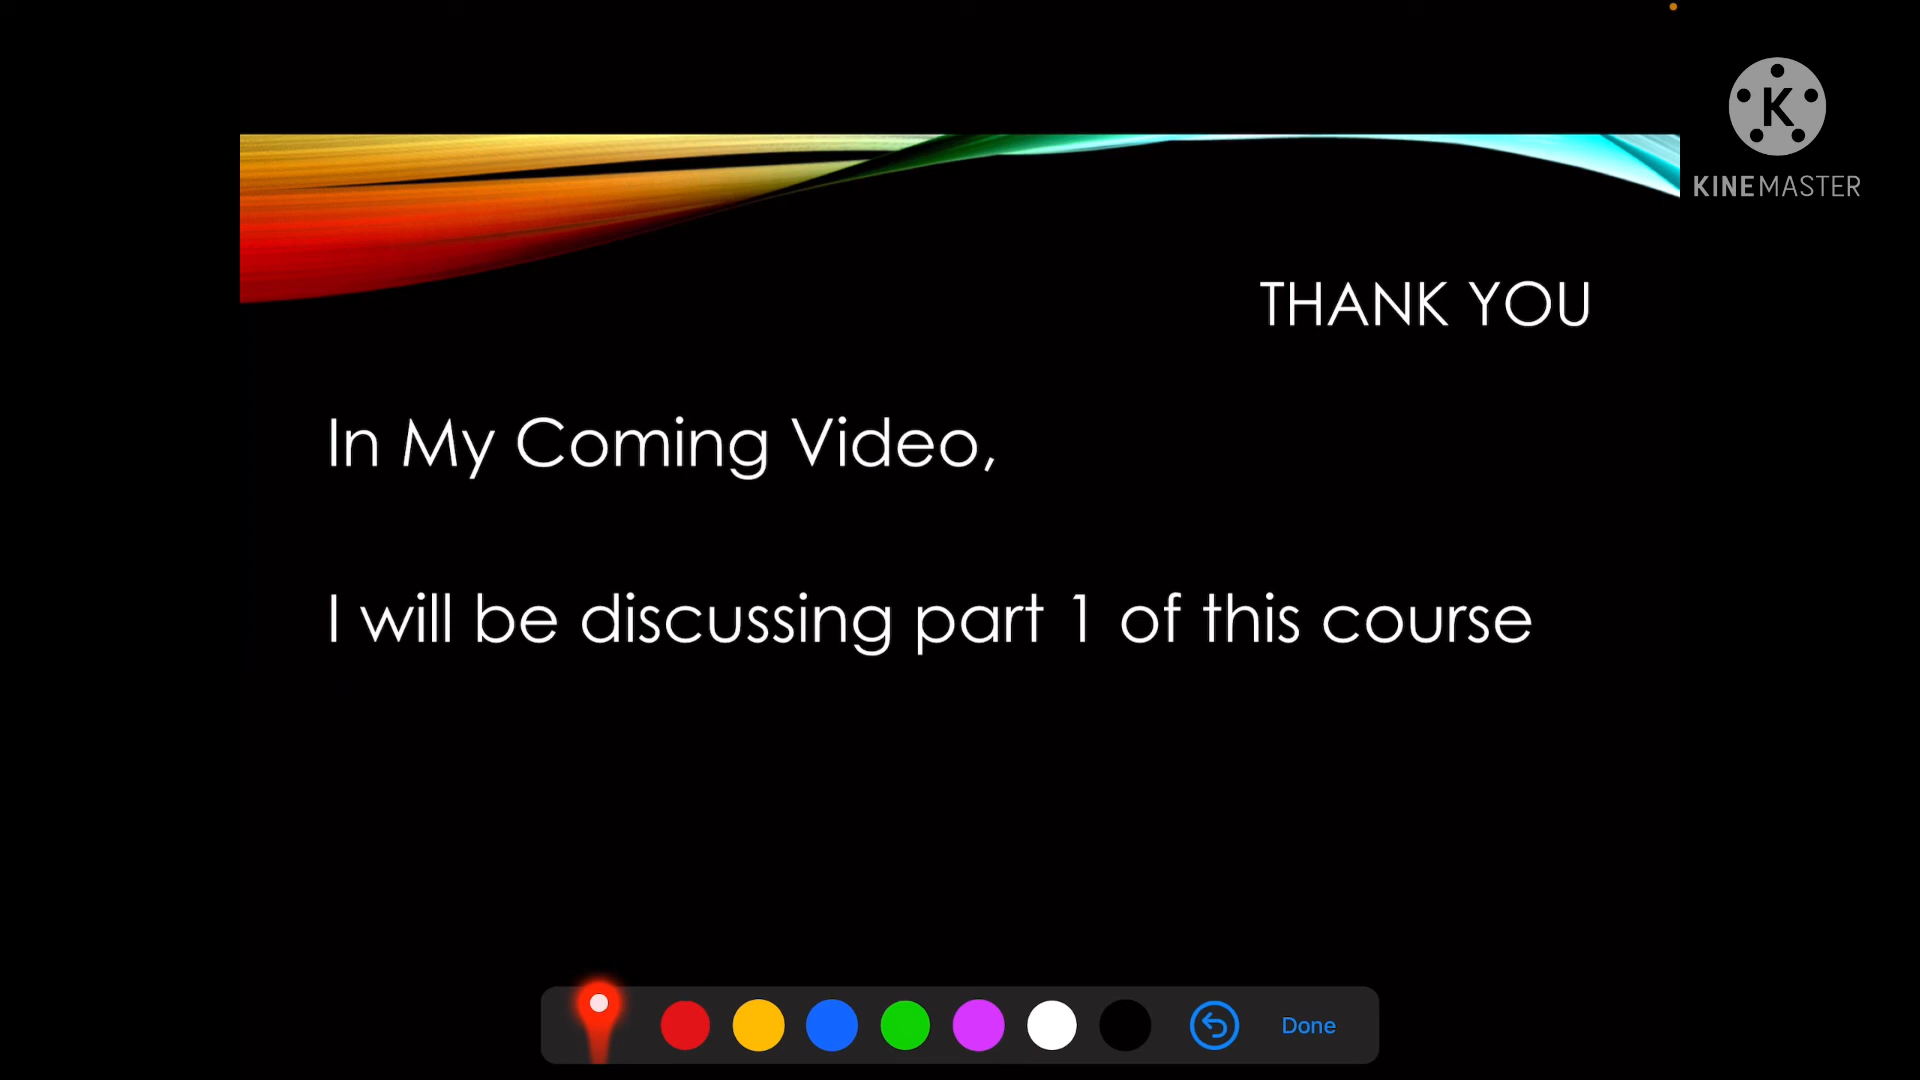 K
KINEMASTER
THANK YOU
In My Coming Video,
I will be discussing part 1 of this course
Done